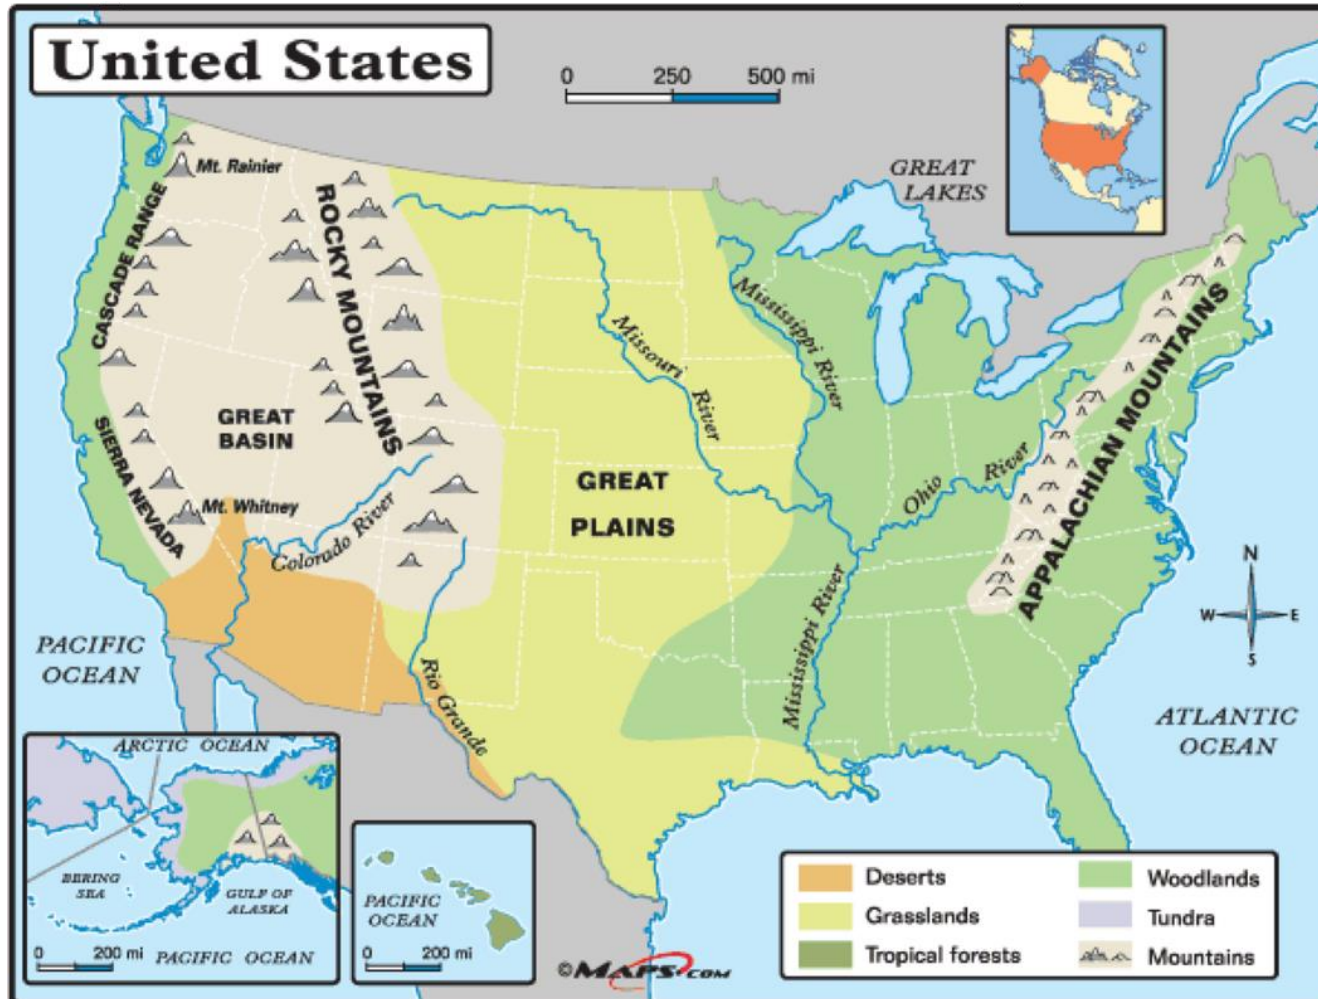 United States
0 250 500 mi
GREAT
LAKES
Mt. Rainier
CASCADE RANGE
ROCKY MOUNTAINS
Missouri
River
Mississippi River
APPALACHIAN MOUNTAINS
GREAT
BASIN
SIERRA NEVADA
Mt. Whitney
Colorado River
GREAT
PLAINS
Ohio River
Mississippi River
Rio Grande
N
W E
S
PACIFIC
OCEAN
ATLANTIC
OCEAN
ARCTIC OCEAN
BERING
SEA
GULF OF
ALASKA
0 200 mi
PACIFIC OCEAN
PACIFIC
OCEAN
0 200 mi
Deserts
Grasslands
Tropical forests
Woodlands
Tundra
Mountains
©MAPS.COM